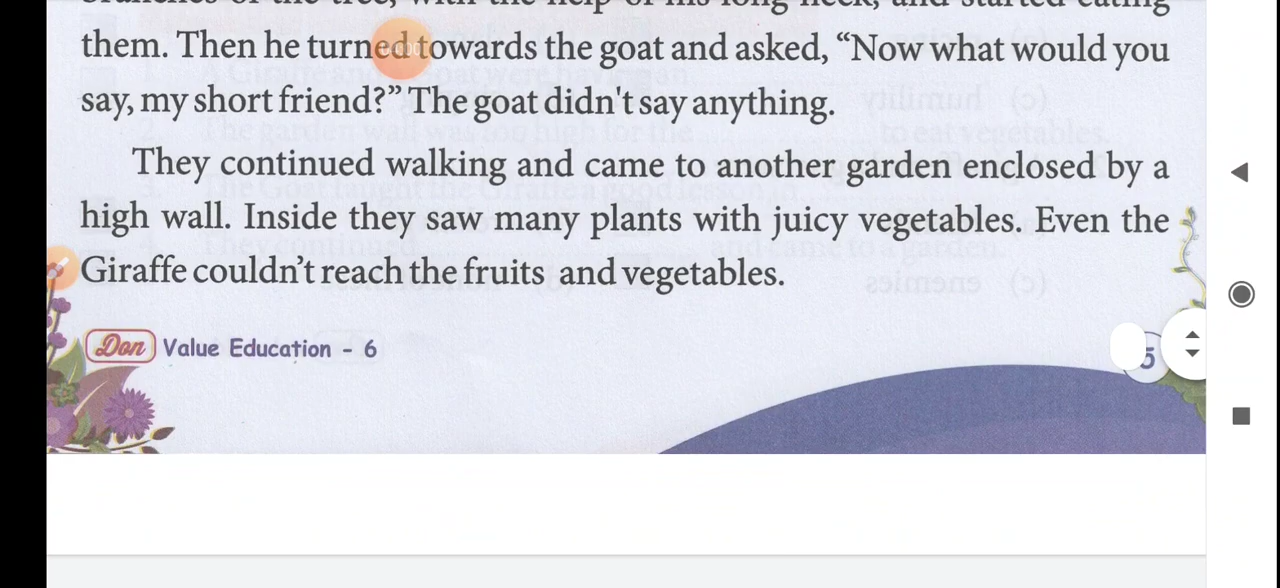 them. Then he turned towards the goat and asked, “Now what would you
say, my short friend?” The goat didn't say anything.
They continued walking and came to another garden enclosed by a
high wall. Inside they saw many plants with juicy vegetables. Even the
Giraffe couldn’t reach the fruits and vegetables.
Don Value Education - 6
5